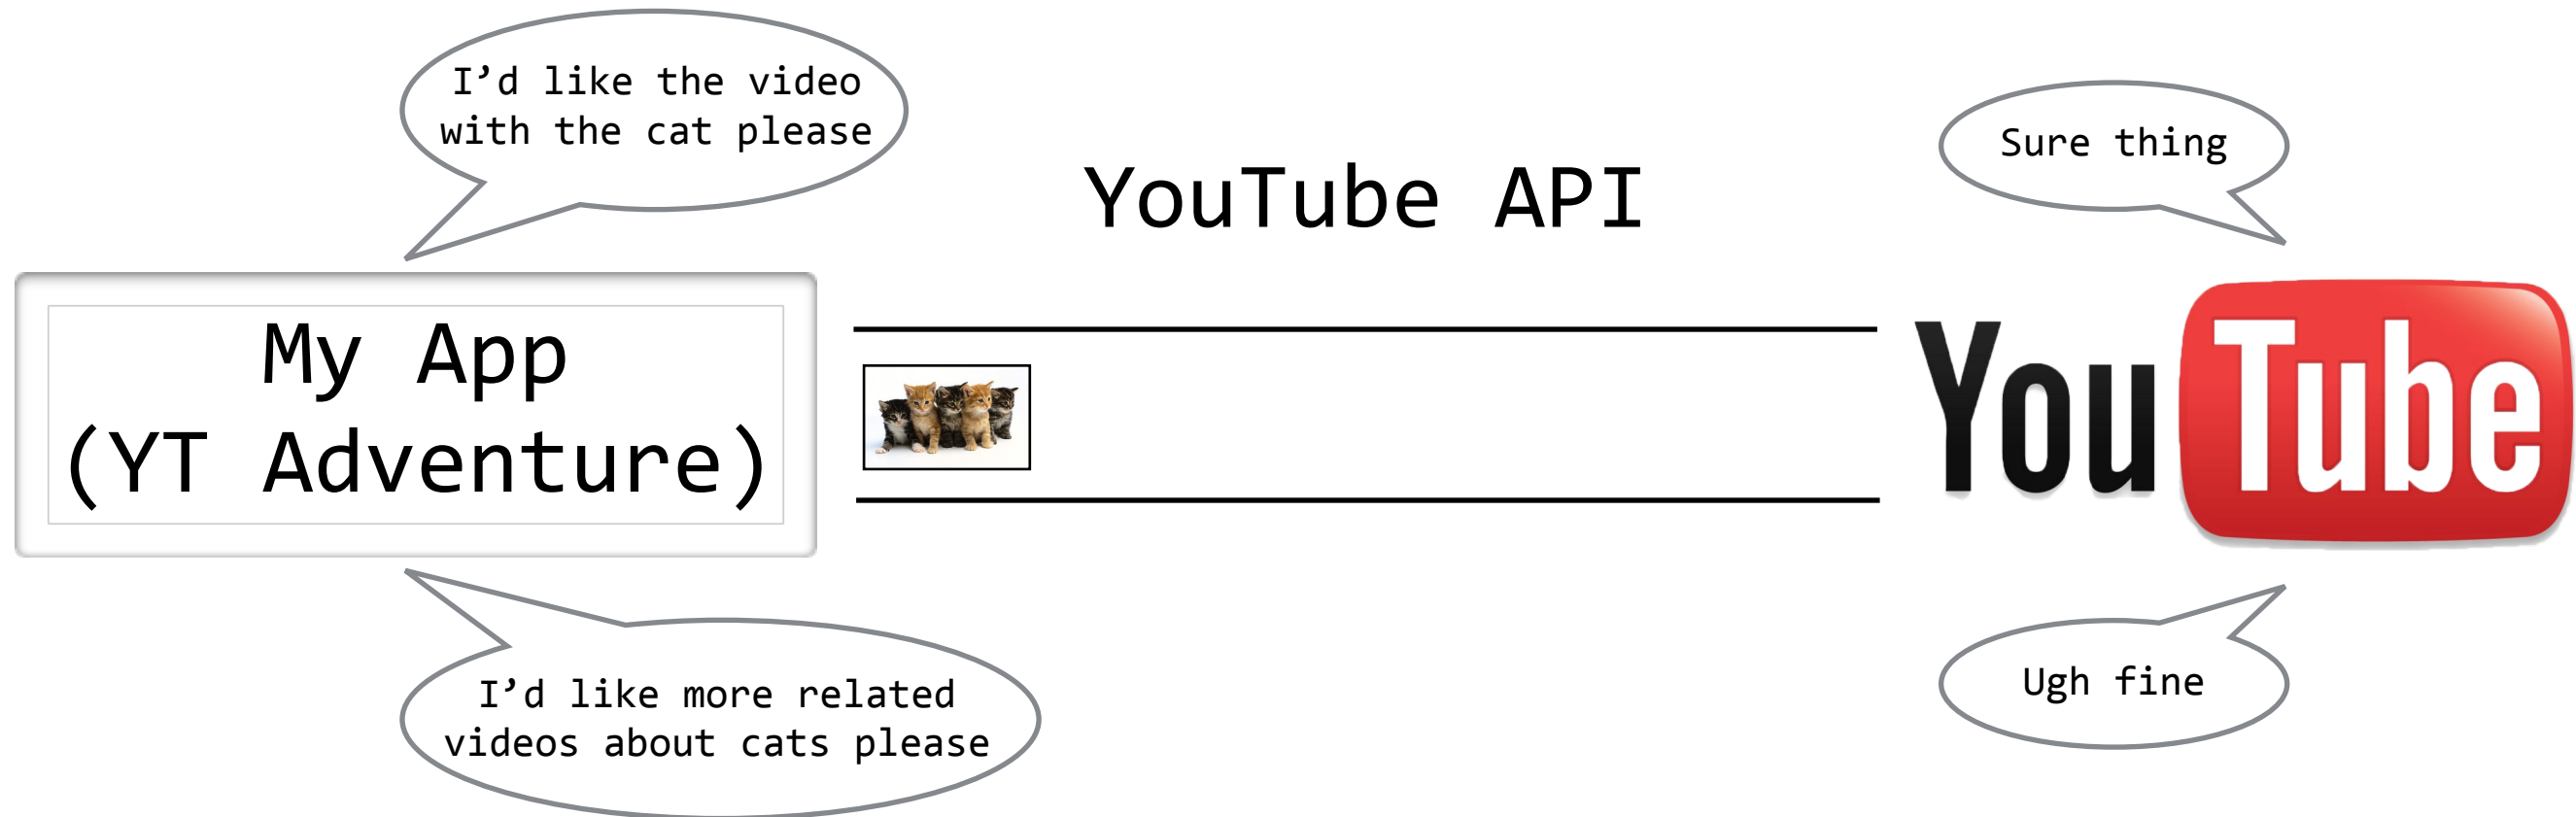 I’d like the video
with the cat please
Sure thing
YouTube API
My App
(YT Adventure)
YouTube
I’d like more related
videos about cats please
Ugh fine